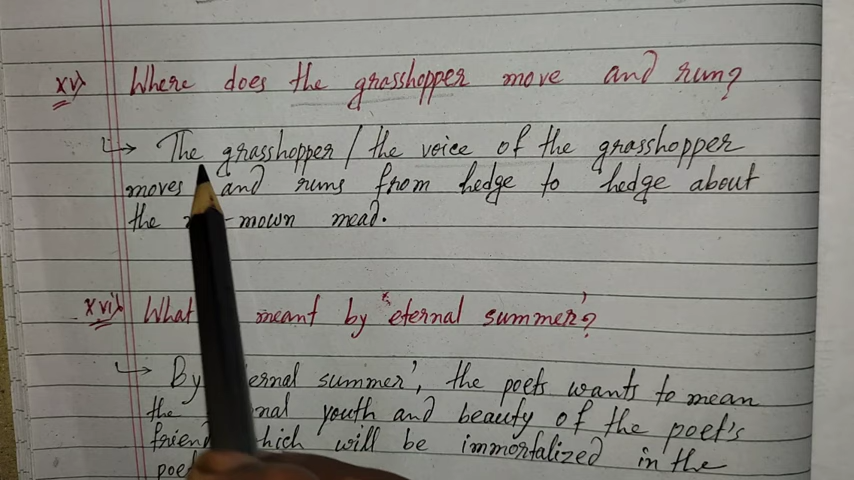 xv) Where does the grasshopper move and run?
↳ The grasshopper / the voice of the grasshopper
moves and runs from hedge to hedge about
the -mown mead.
xvi) What meant by 'eternal summer'?
↳ By ernal summer', the poets wants to mean
the nal youth and beauty of the poet's
friend hich will be immortalized in the